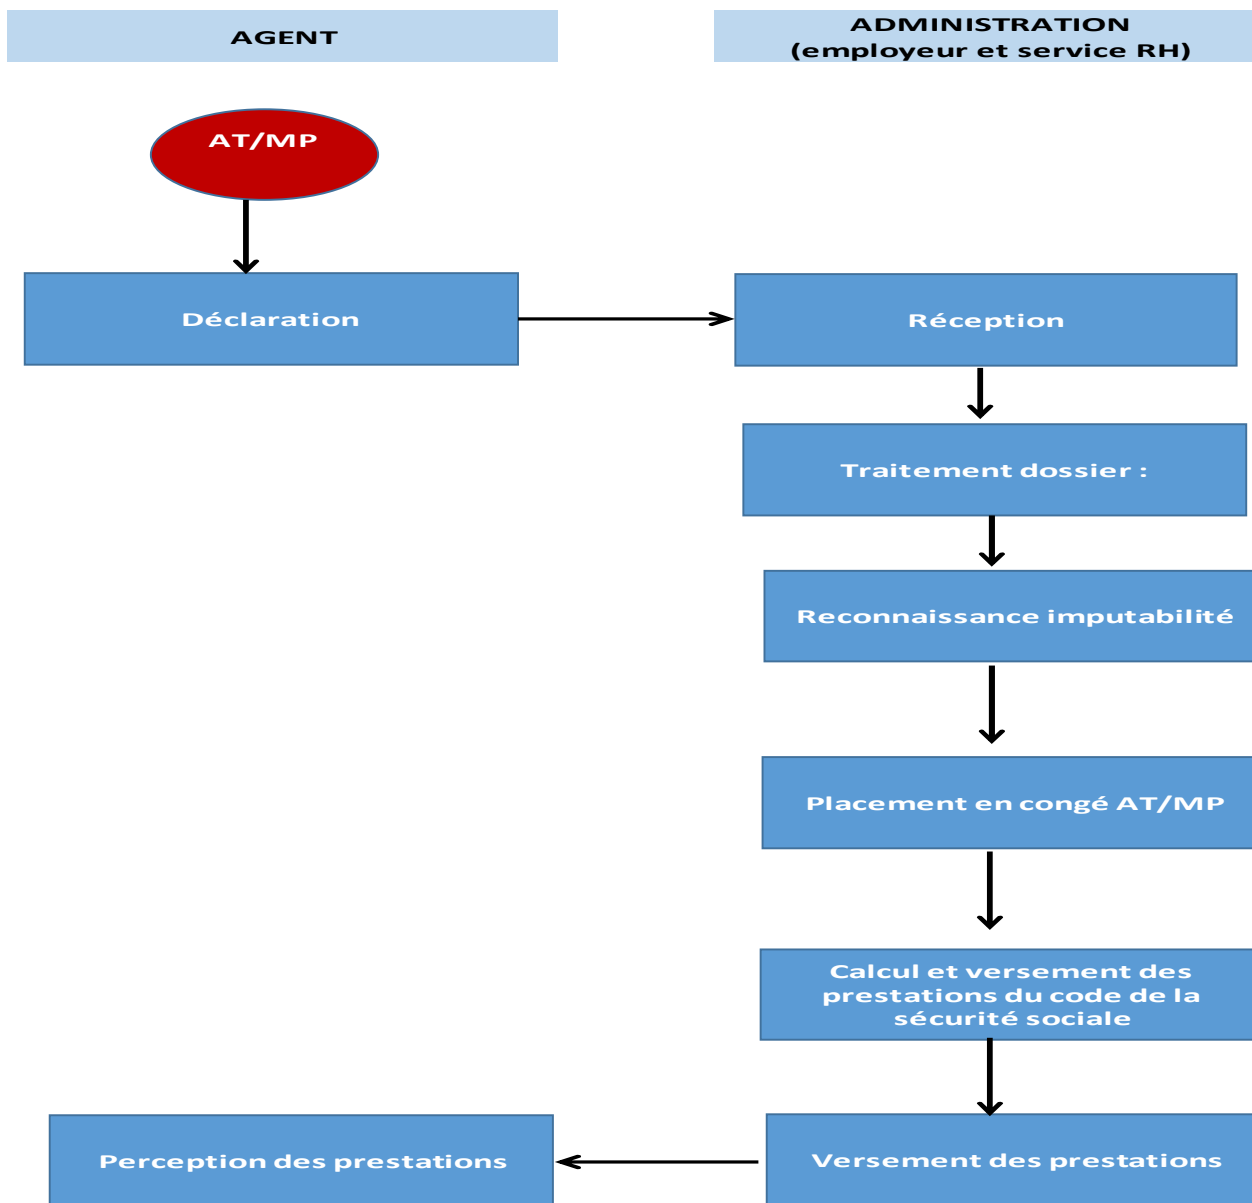 AGENT
ADMINISTRATION
(employeur et service RH)
AT/MP
Déclaration
Réception
Traitement dossier :
Reconnaissance imputabilité
Placement en congé AT/MP
Calcul et versement des
prestations du code de la
sécurité sociale
Perception des prestations
Versement des prestations